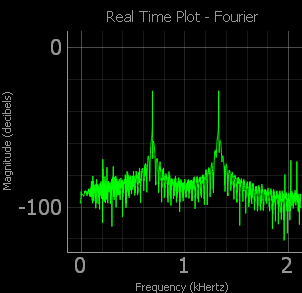 Real Time Plot - Fourier
0
Magnitude (decibels)
-100
0 1 2
Frequency (kHertz)